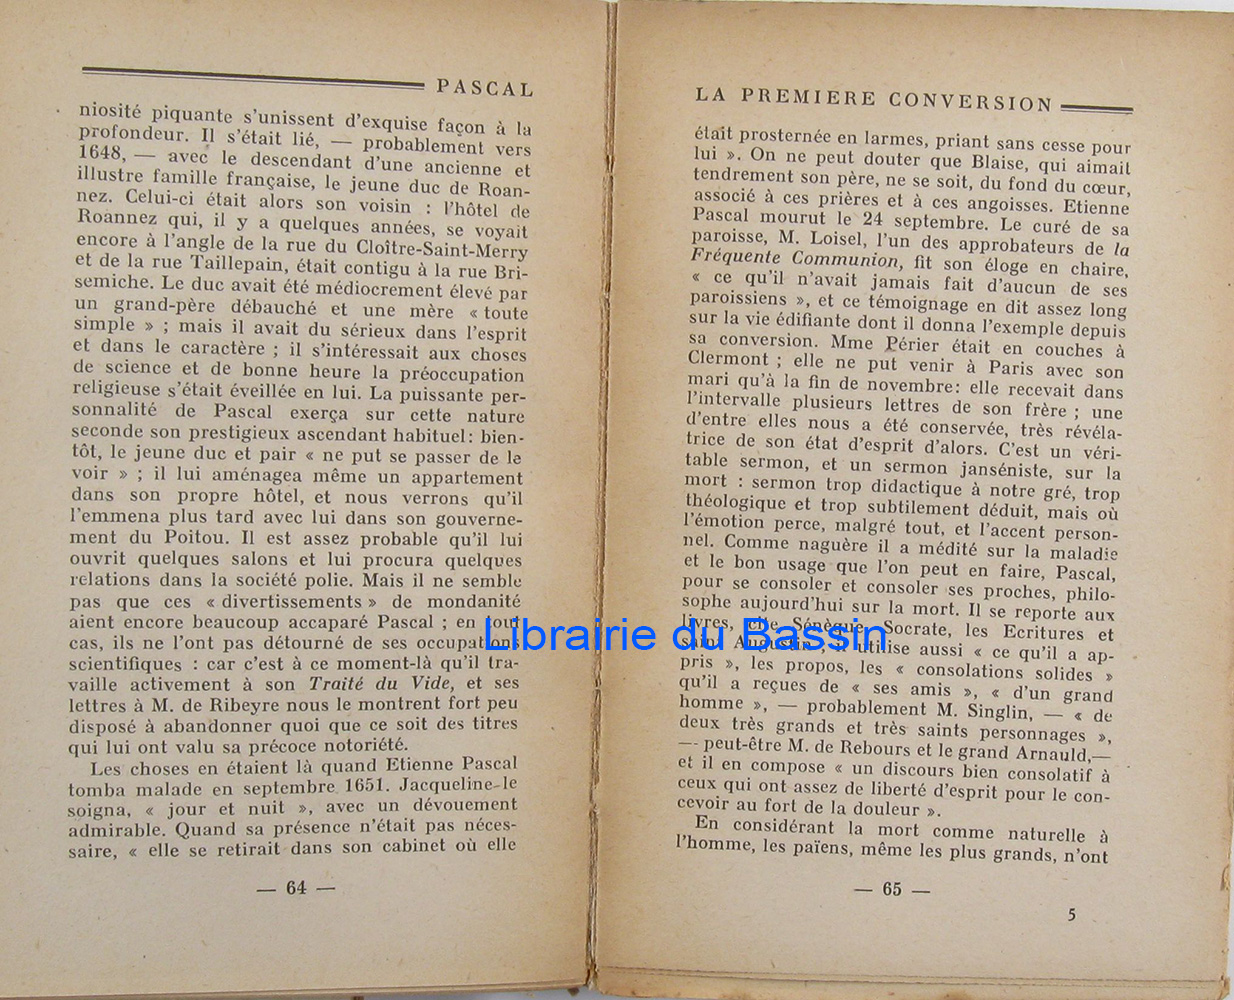 PASCAL
niosité piquante s'unissent d'exquise façon à la
profondeur. Il s'était lié, — probablement vers
1648, — avec le descendant d'une ancienne et
illustre famille française, le jeune duc de Roan-
nez. Celui-ci était alors son voisin : l'hôtel de
Roannez qui, il y a quelques années, se voyait
encore à l'angle de la rue du Cloître-Saint-Merry
et de la rue Taillepain, était contigu à la rue Bri-
semiche. Le duc avait été médiocrement élevé par
un grand-père débauché et une mère « toute
simple » ; mais il avait du sérieux dans l'esprit
et dans le caractère ; il s'intéressait aux choses
de science et de bonne heure la préoccupation
religieuse s'était éveillée en lui. La puissante per-
sonnalité de Pascal exerça sur cette nature
seconde son prestigieux ascendant habituel : bien-
tôt, le jeune duc et pair « ne put se passer de le
voir » ; il lui aménagea même un appartement
dans son propre hôtel, et nous verrons qu'il
l'emmena plus tard avec lui dans son gouverne-
ment du Poitou. Il est assez probable qu'il lui
ouvrit quelques salons et lui procura quelques
relations dans la société polie. Mais il ne semble
pas que ces « divertissements » de mondanité
aient encore beaucoup accaparé Pascal ; en tout
cas, ils ne l'ont pas détourné de ses occupations
scientifiques : car c'est à ce moment-là qu'il tra-
vaille activement à son Traité du Vide, et ses
lettres à M. de Ribeyre nous le montrent fort peu
disposé à abandonner quoi que ce soit des titres
qui lui ont valu sa précoce notoriété.
Les choses en étaient là quand Etienne Pascal
tomba malade en septembre 1651. Jacqueline le
soigna, « jour et nuit », avec un dévouement
admirable. Quand sa présence n'était pas néces-
saire, « elle se retirait dans son cabinet où elle
— 64 —
LA PREMIERE CONVERSION
était prosternée en larmes, priant sans cesse pour
lui ». On ne peut douter que Blaise, qui aimait
tendrement son père, ne se soit, du fond du cœur,
associé à ces prières et à ces angoisses. Etienne
Pascal mourut le 24 septembre. Le curé de sa
paroisse, M. Loisel, l'un des approbateurs de la
Fréquente Communion, fit son éloge en chaire,
« ce qu'il n'avait jamais fait d'aucun de ses
paroissiens », et ce témoignage en dit assez long
sur la vie édifiante dont il donna l'exemple depuis
sa conversion. Mme Périer était en couches à
Clermont ; elle ne put venir à Paris avec son
mari qu'à la fin de novembre : elle recevait dans
l'intervalle plusieurs lettres de son frère ; une
d'entre elles nous a été conservée, très révéla-
trice de son état d'esprit d'alors. C'est un véri-
table sermon, et un sermon janséniste, sur la
mort : sermon trop didactique à notre gré, trop
théologique et trop subtilement déduit, mais où
l'émotion perce, malgré tout, et l'accent person-
nel. Comme naguère il a médité sur la maladie
et le bon usage que l'on peut en faire, Pascal,
pour se consoler et consoler ses proches, philo-
sophe aujourd'hui sur la mort. Il se reporte aux
livres, cite Sénèque, Socrate, les Ecritures et
saint Augustin ; il utilise aussi « ce qu'il a ap-
pris », les propos, les « consolations solides »
qu'il a reçues de « ses amis », « d'un grand
homme », — probablement M. Singlin, — « de
deux très grands et très saints personnages »,
— peut-être M. de Rebours et le grand Arnauld, —
et il en compose « un discours bien consolatif à
ceux qui ont assez de liberté d'esprit pour le con-
cevoir au fort de la douleur ».
En considérant la mort comme naturelle à
l'homme, les païens, même les plus grands, n'ont
— 65 —
5
Librairie du Bassin